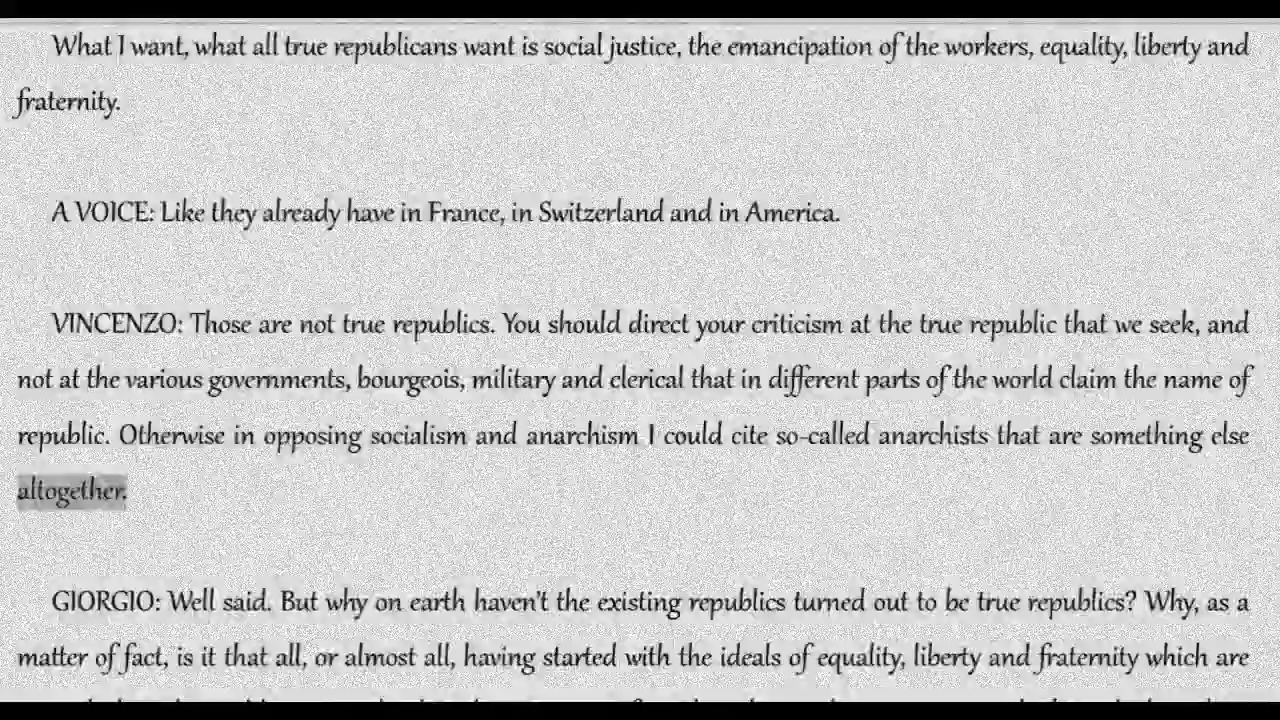 What I want, what all true republicans want is social justice, the emancipation of the workers, equality, liberty and
fraternity.
A VOICE: Like they already have in France, in Switzerland and in America.
VINCENZO: Those are not true republics. You should direct your criticism at the true republic that we seek, and
not at the various governments, bourgeois, military and clerical that in different parts of the world claim the name of
republic. Otherwise in opposing socialism and anarchism I could cite so-called anarchists that are something else
altogether.
GIORGIO: Well said. But why on earth haven't the existing republics turned out to be true republics? Why, as a
matter of fact, is it that all, or almost all, having started with the ideals of equality, liberty and fraternity which are